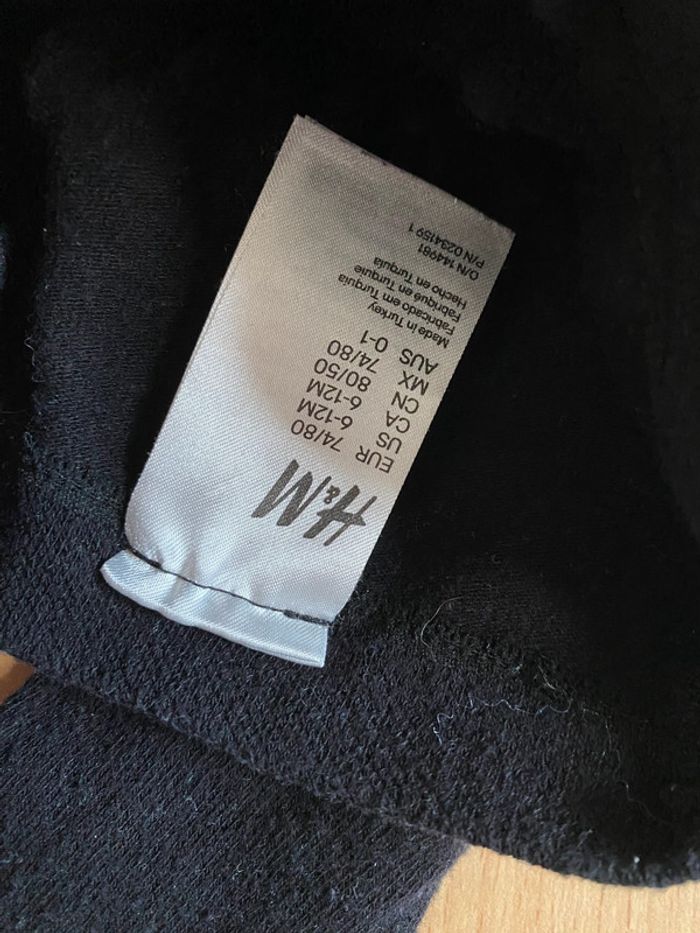 H&M
EUR 74/80
US 6-12M
CA 6-12M
CN 80/50
MX 74/80
AUS 0-1
Made in Turkey
Fabricado em Turquia
Fabriqué en Turquie
Hecho en Turquía
O/N 144981
P/N 0234159 1